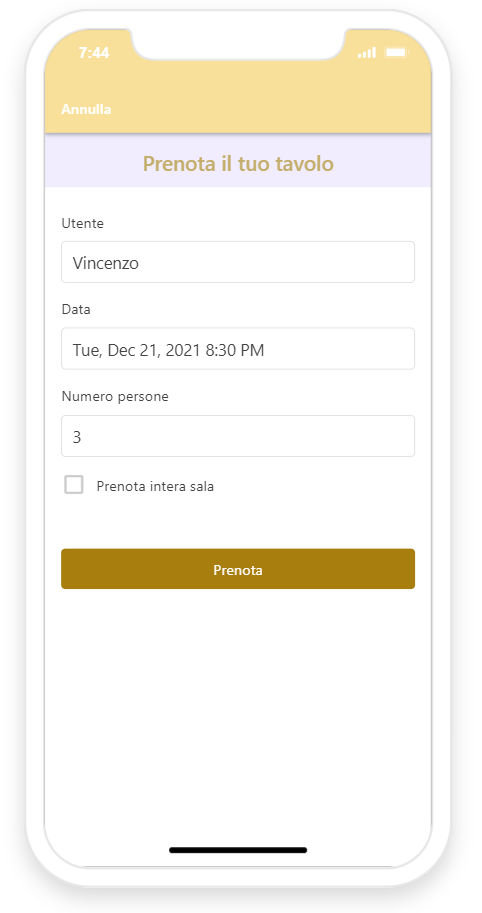 7:44
Annulla
Prenota il tuo tavolo
Utente
Vincenzo
Data
Tue, Dec 21, 2021 8:30 PM
Numero persone
3
Prenota intera sala
Prenota